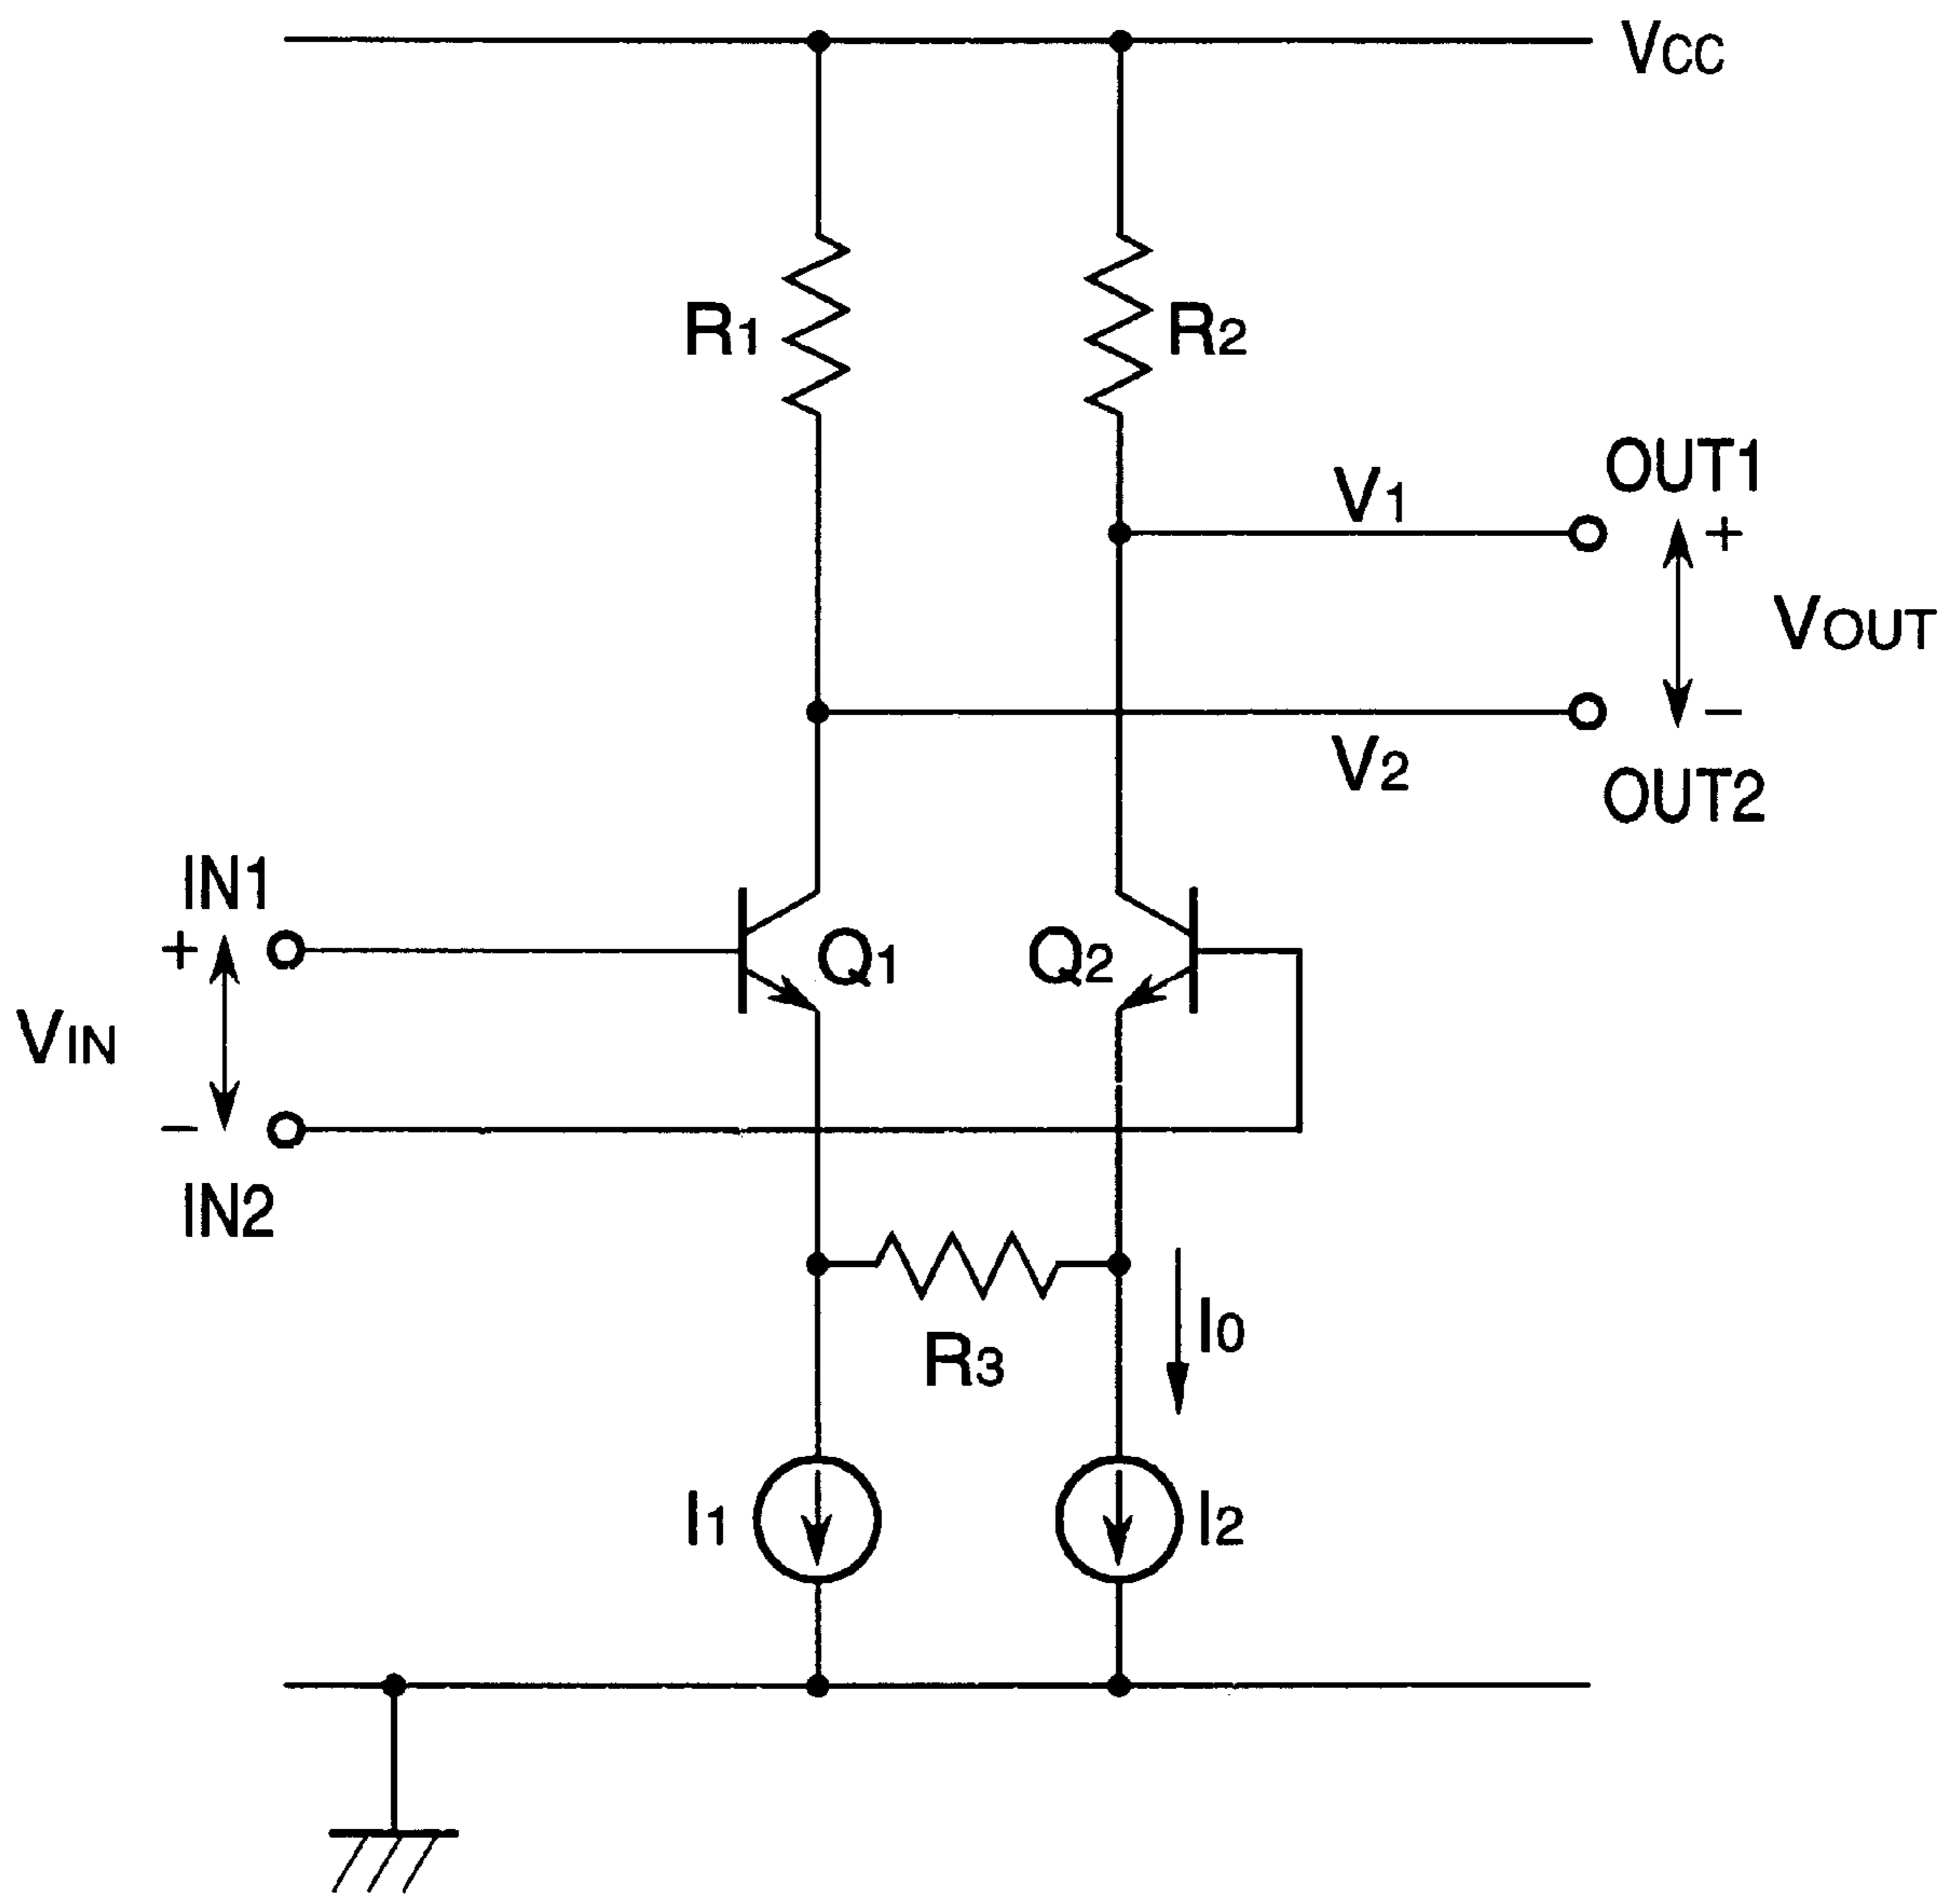 VCC
R1
R2
OUT1
V1
+
VOUT
−
V2
OUT2
IN1
+
Q1
Q2
VIN
−
IN2
R3
I0
I1
I2